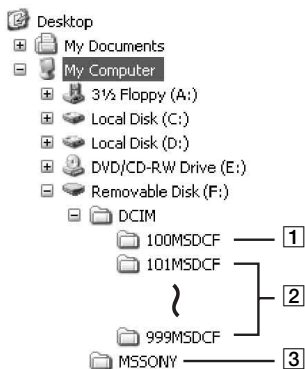 Desktop
My Documents
My Computer
3½ Floppy (A:)
Local Disk (C:)
Local Disk (D:)
DVD/CD-RW Drive (E:)
Removable Disk (F:)
DCIM
100MSDCF 1
101MSDCF
2
999MSDCF
MSSONY 3